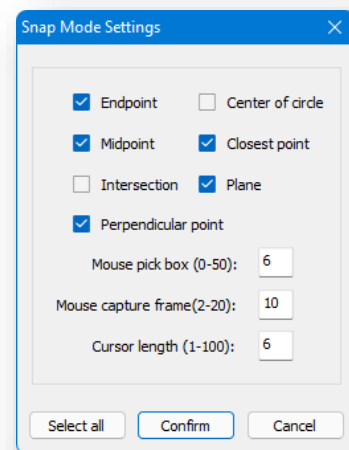 Snap Mode Settings
Endpoint Center of circle
Midpoint Closest point
Intersection Plane
Perpendicular point
Mouse pick box (0-50): 6
Mouse capture frame(2-20): 10
Cursor length (1-100): 6
Select all Confirm Cancel